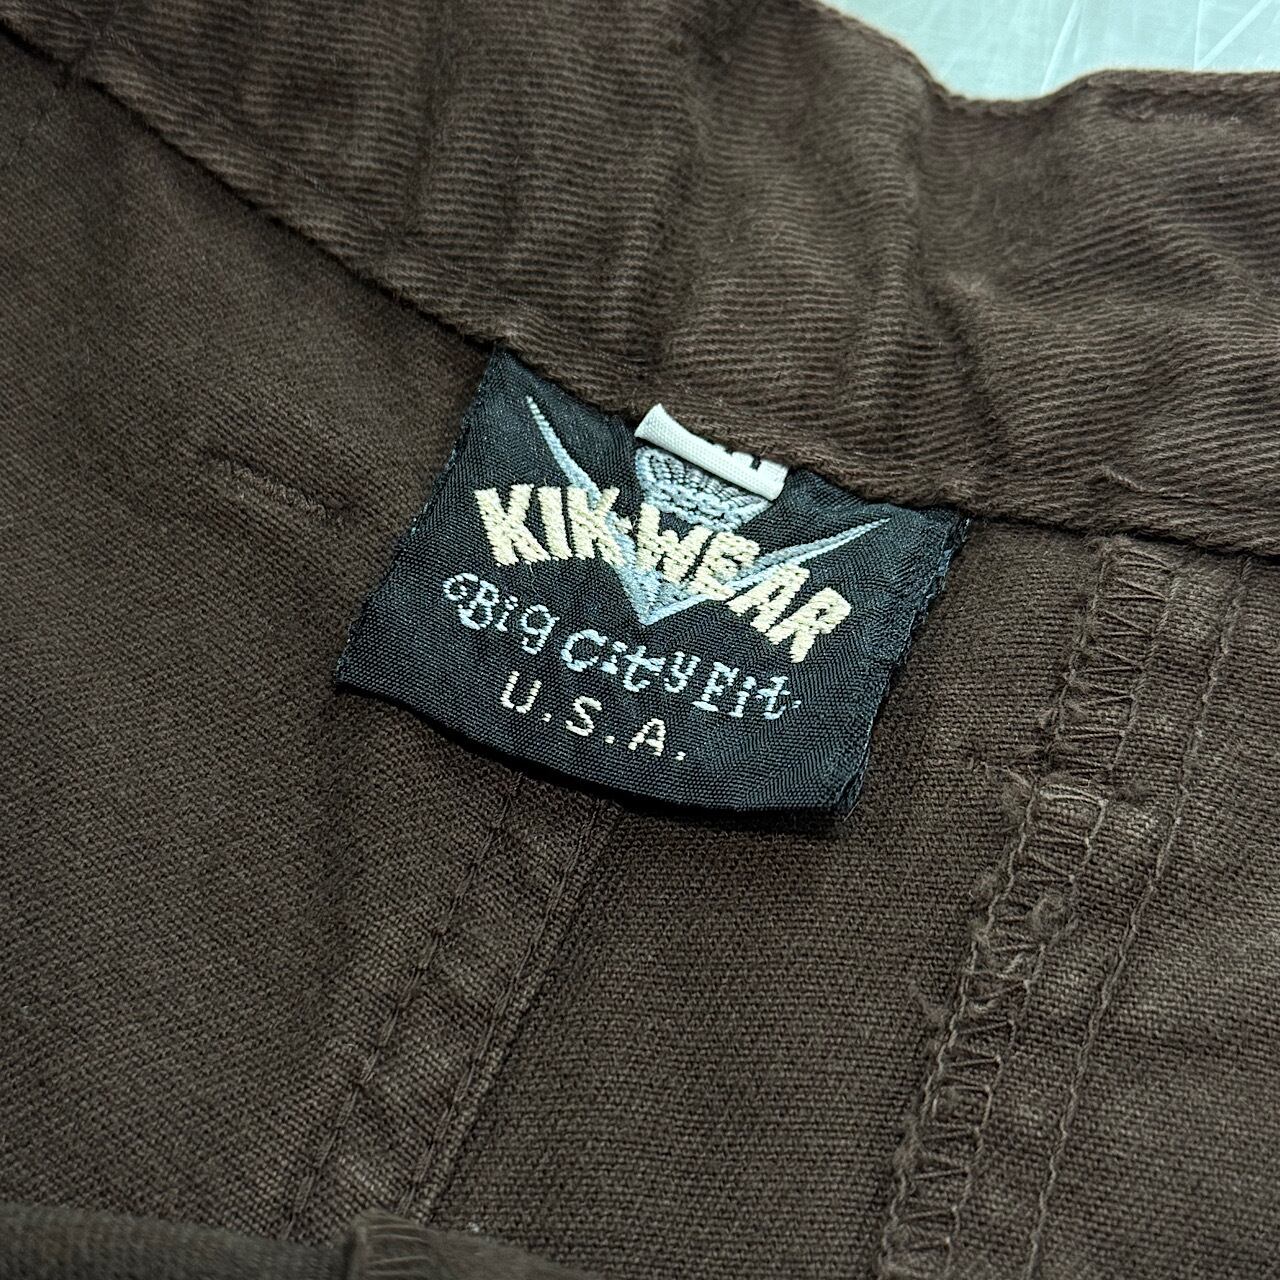 KIK-WEAR
Big City Fit.
U.S.A.